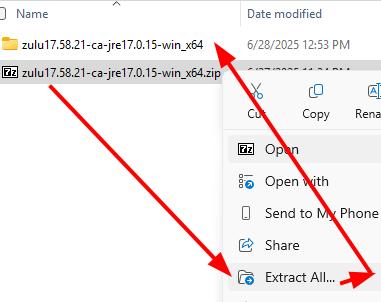 Name Date modified
zulu17.58.21-ca-jre17.0.15-win_x64 6/28/2025 12:53 PM
zulu17.58.21-ca-jre17.0.15-win_x64.zip
Cut Copy Rena
Open
Open with
Send to My Phone
Share
Extract All...